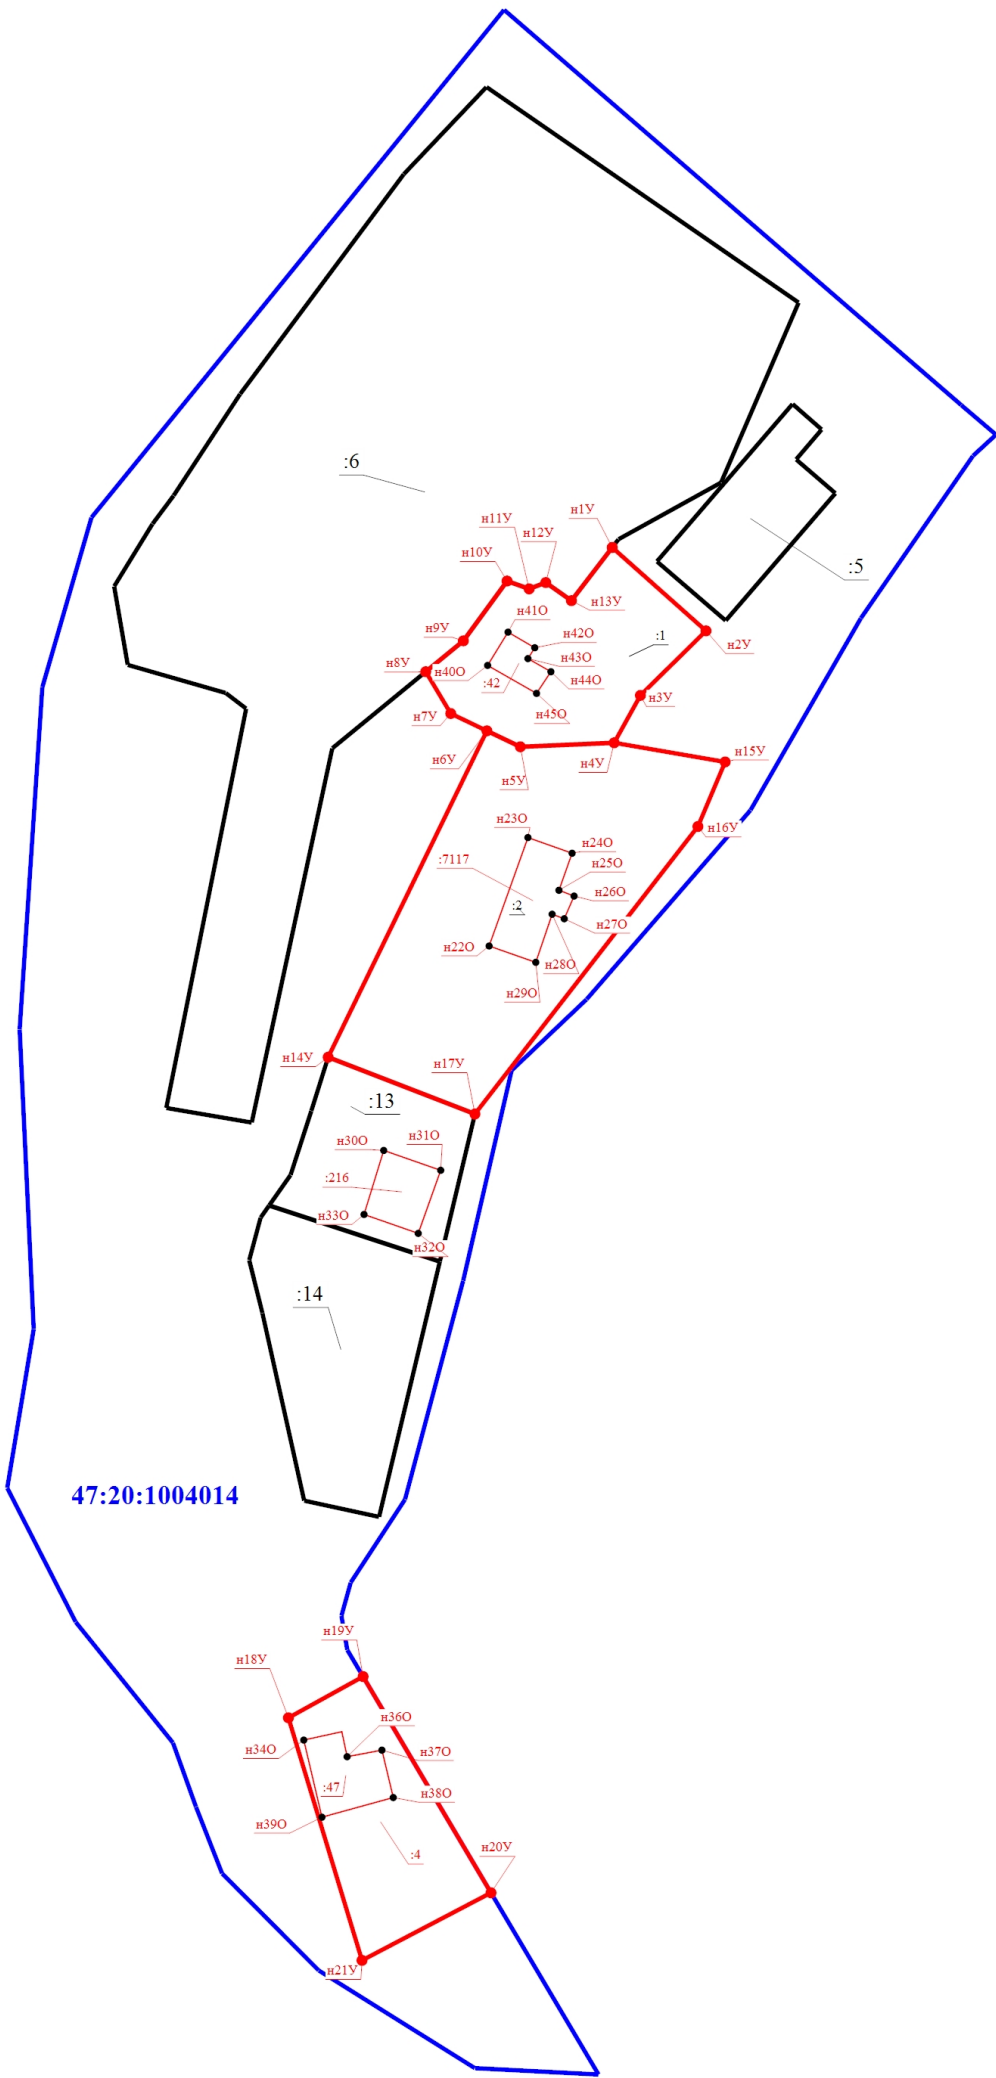 :6
н11У
н12У
н1У
н10У
:5
н13У
н41О
н9У
н42О
:1
н2У
н8У
н40О
н43О
:42
н44О
н3У
н7У
н45О
н6У
н5У
н4У
н15У
н23О
н16У
н24О
:7117
н25О
:2
н26О
н27О
н22О
н28О
н29О
н14У
н17У
:13
н30О
н31О
:216
н33О
н32О
:14
47:20:1004014
н19У
н18У
н36О
н34О
н37О
:47
н38О
н39О
:4
н20У
н21У